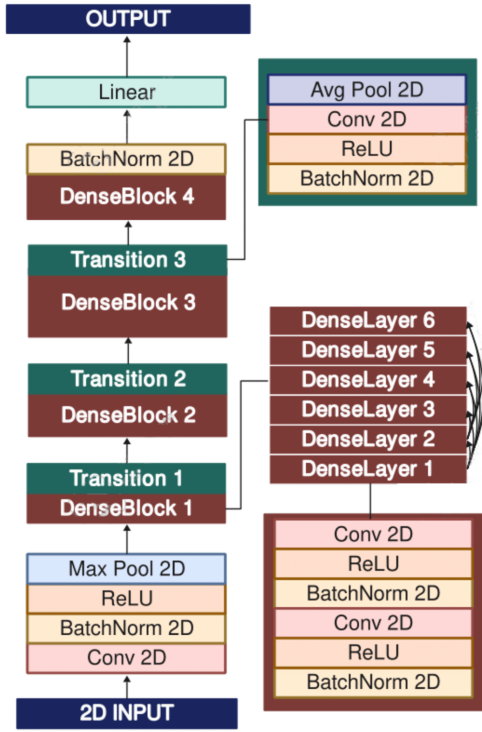 OUTPUT
Linear
BatchNorm 2D
DenseBlock 4
Transition 3
DenseBlock 3
Transition 2
DenseBlock 2
Transition 1
DenseBlock 1
Max Pool 2D
ReLU
BatchNorm 2D
Conv 2D
2D INPUT
Avg Pool 2D
Conv 2D
ReLU
BatchNorm 2D
DenseLayer 6
DenseLayer 5
DenseLayer 4
DenseLayer 3
DenseLayer 2
DenseLayer 1
Conv 2D
ReLU
BatchNorm 2D
Conv 2D
ReLU
BatchNorm 2D